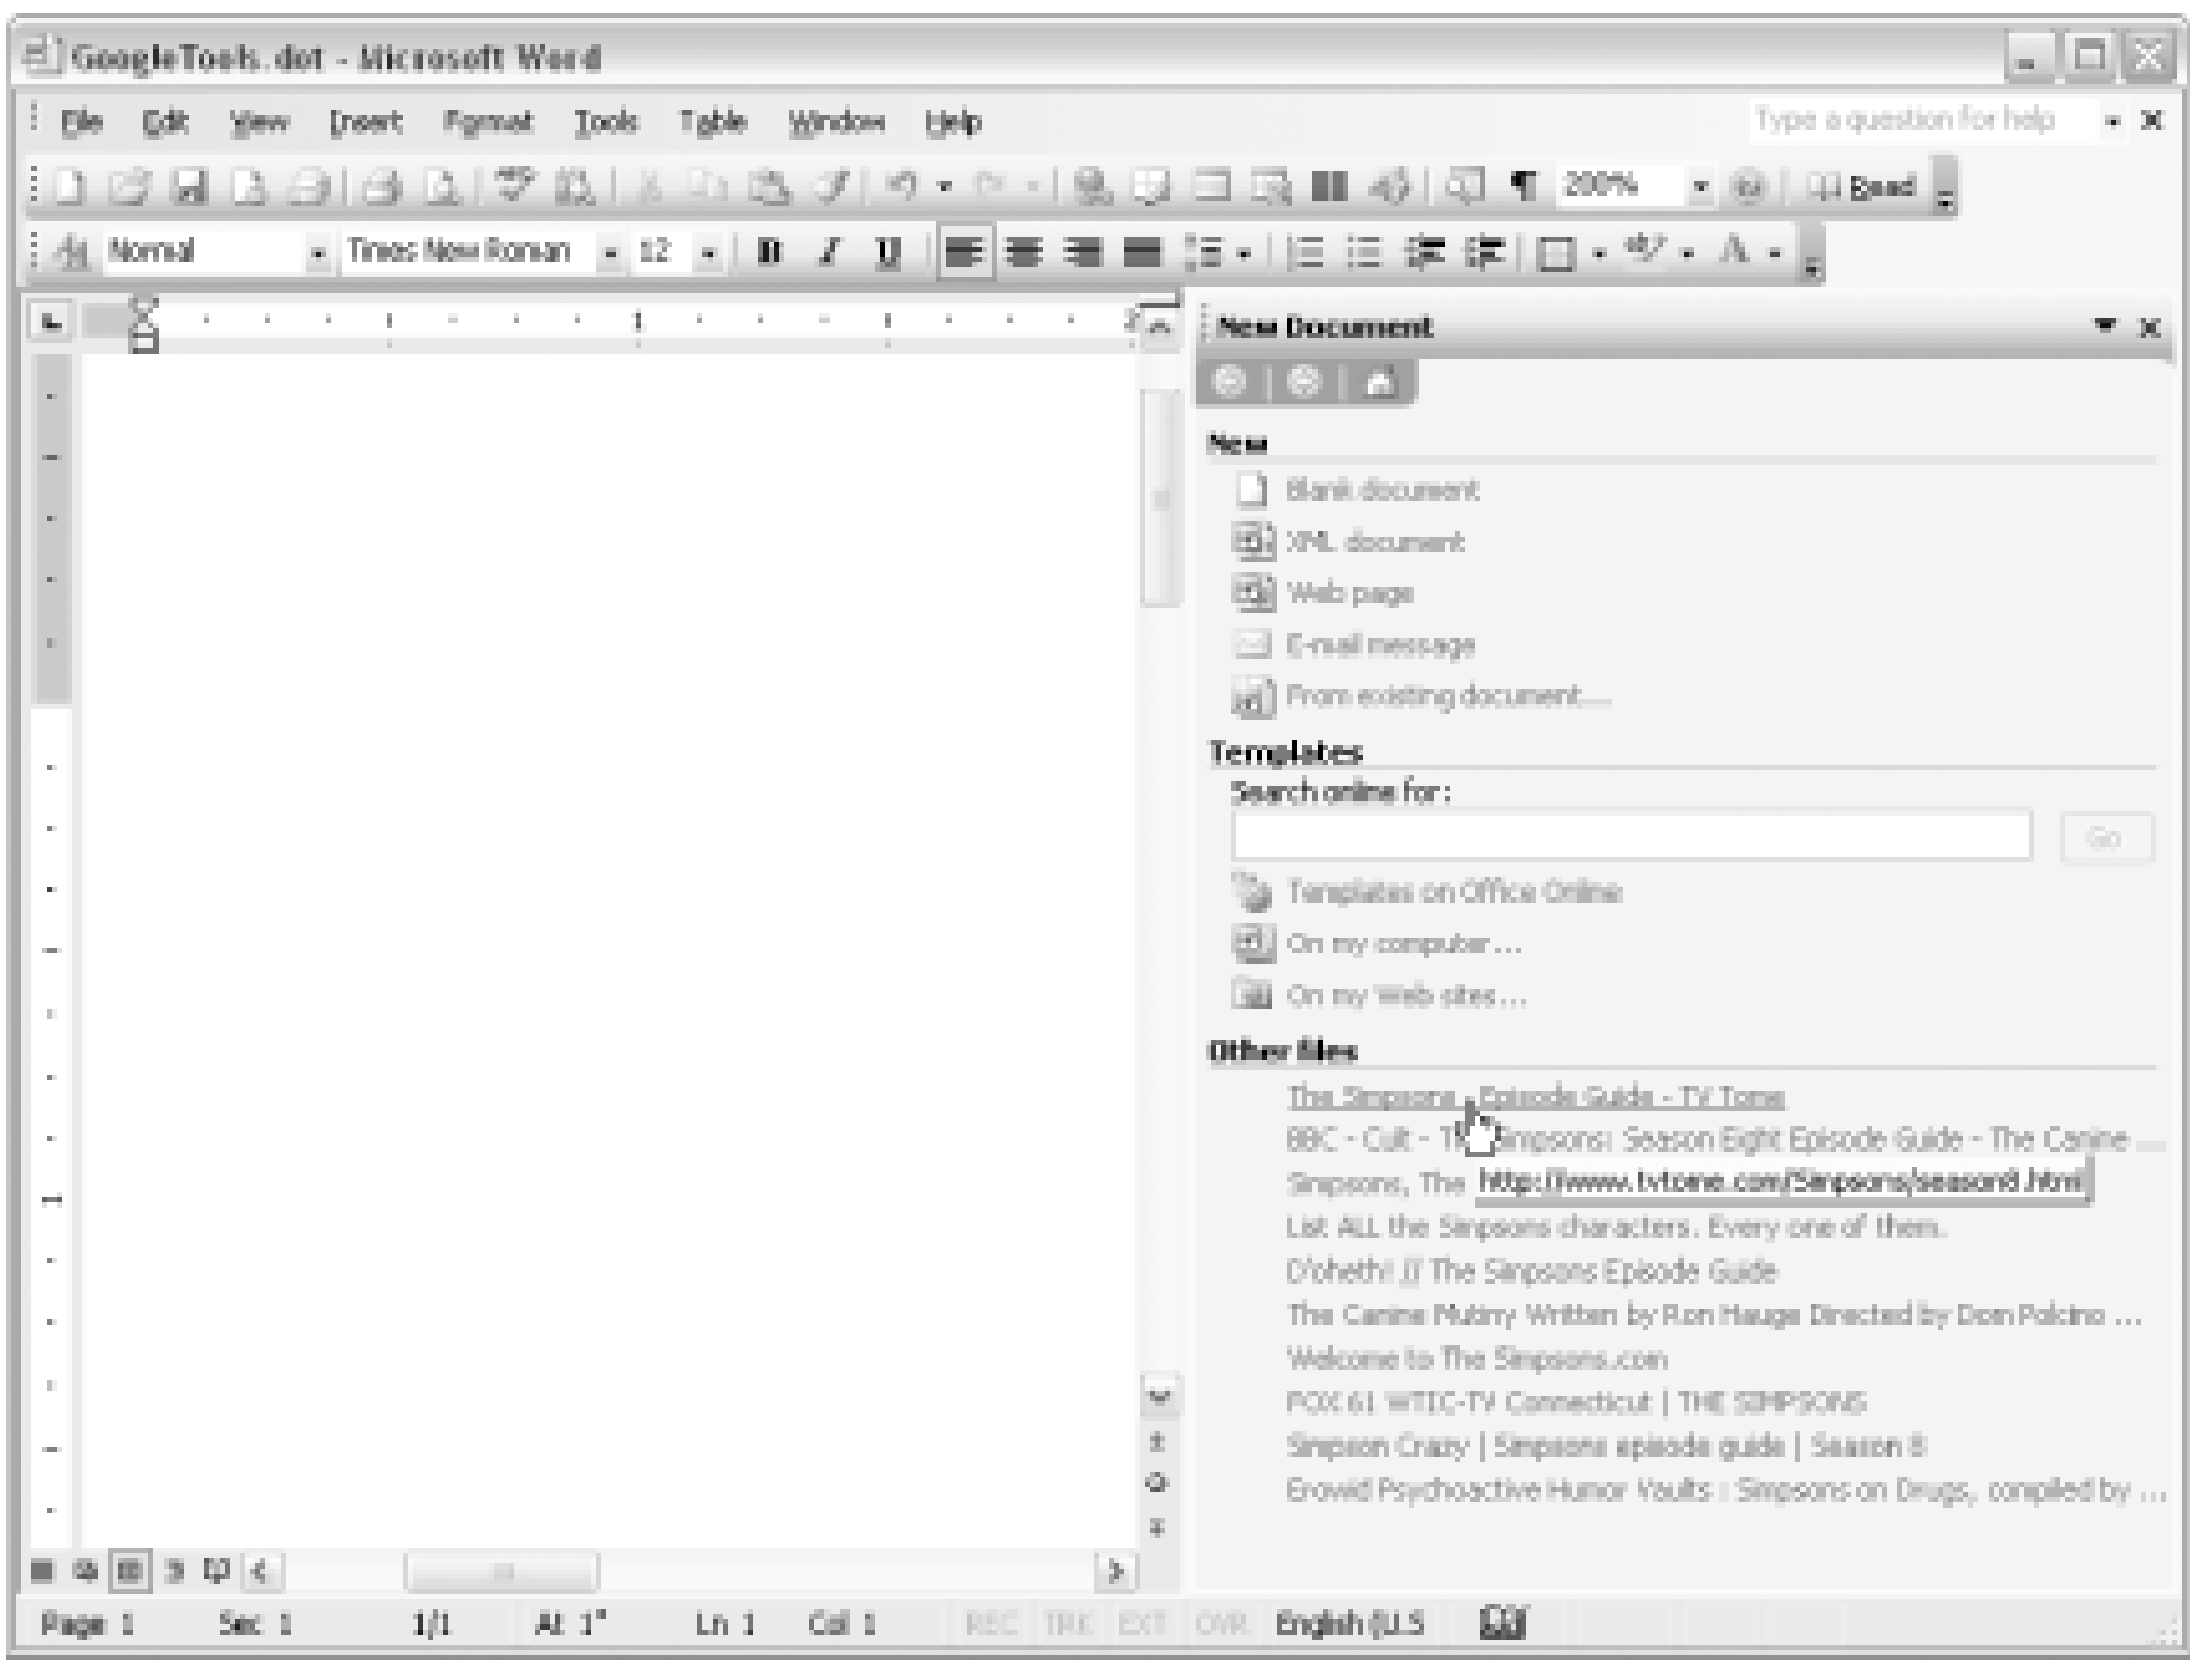 GoogleTools.dot - Microsoft Word
File Edit View Insert Format Tools Table Window Help Type a question for help
200% Read
Normal Times New Roman 12 B I U A
1 2
New Document
New
Blank document
XML document
Web page
E-mail message
From existing document...
Templates
Search online for:
Go
Templates on Office Online
On my computer...
On my Web sites...
Other files
The Simpsons - Episode Guide - TV Tome
BBC - Cult - The Simpsons: Season Eight Episode Guide - The Canine ...
Simpsons, The http://www.tvtome.com/Simpsons/season8.html
List ALL the Simpsons characters. Every one of them.
D'oheth! // The Simpsons Episode Guide
The Canine Mutiny Written by Ron Hauge Directed by Dom Polcino ...
Welcome to The Simpsons.com
FOX 61 WTIC-TV Connecticut | THE SIMPSONS
Simpson Crazy | Simpsons episode guide | Season 8
Erowid Psychoactive Humor Vaults : Simpsons on Drugs, compiled by ...
1
Page 1 Sec 1 1/1 At 1" Ln 1 Col 1 REC TRK EXT OVR English (U.S